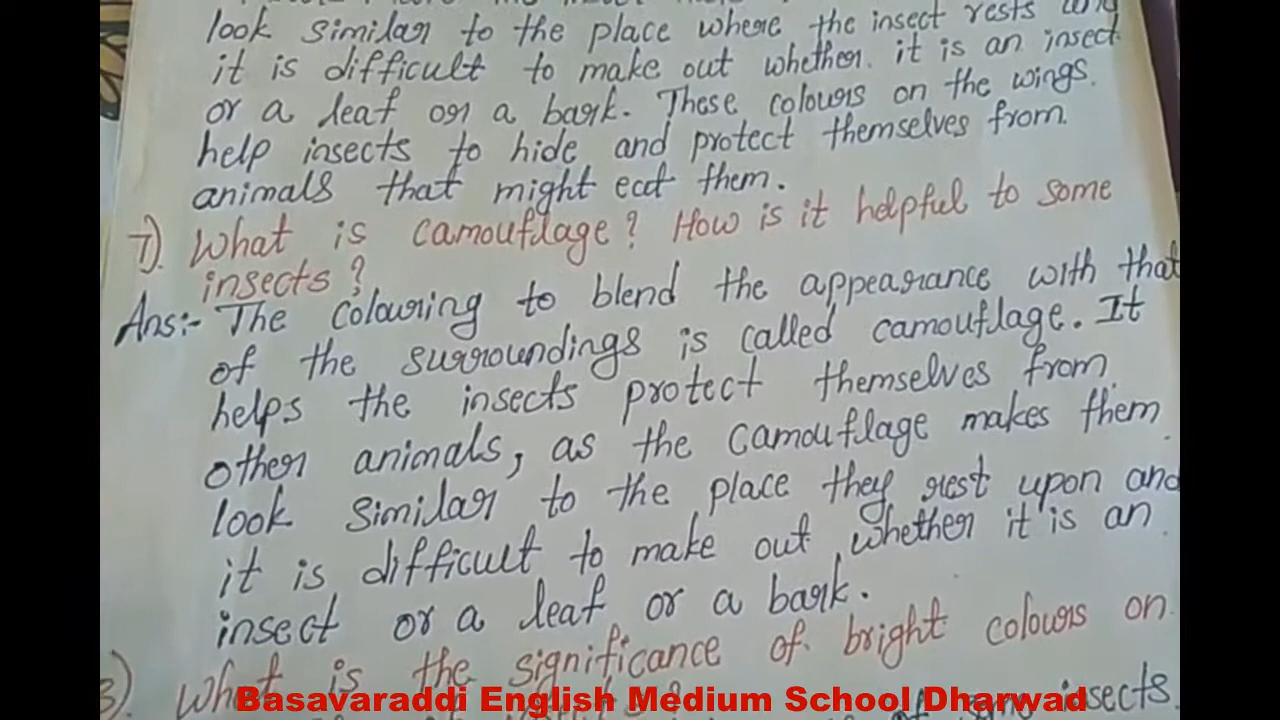 look similar to the place where the insect rests
it is difficult to make out whether it is an insect
or a leaf or a bark. These colours on the wings.
help insects to hide and protect themselves from
animals that might eat them.
7). What is camouflage? How is it helpful to some
insects?
Ans:- The colouring to blend the appearance with that
of the surroundings is called camouflage. It
helps the insects protect themselves from
other animals, as the camouflage makes them
look similar to the place they rest upon and
it is difficult to make out, whether it is an
insect or a leaf or a bark.
What is the significance of bright colours on
insects.
Basavaraddi English Medium School Dharwad